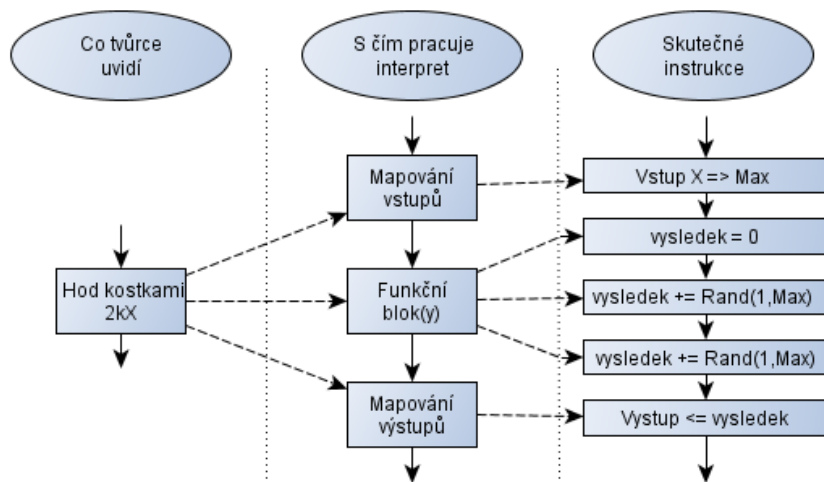 Co tvůrce
uvidí
S čím pracuje
interpret
Skutečné
instrukce
Hod kostkami
2kX
Mapování
vstupů
Funkční
blok(y)
Mapování
výstupů
Vstup X => Max
vysledek = 0
vysledek += Rand(1,Max)
vysledek += Rand(1,Max)
Vystup <= vysledek